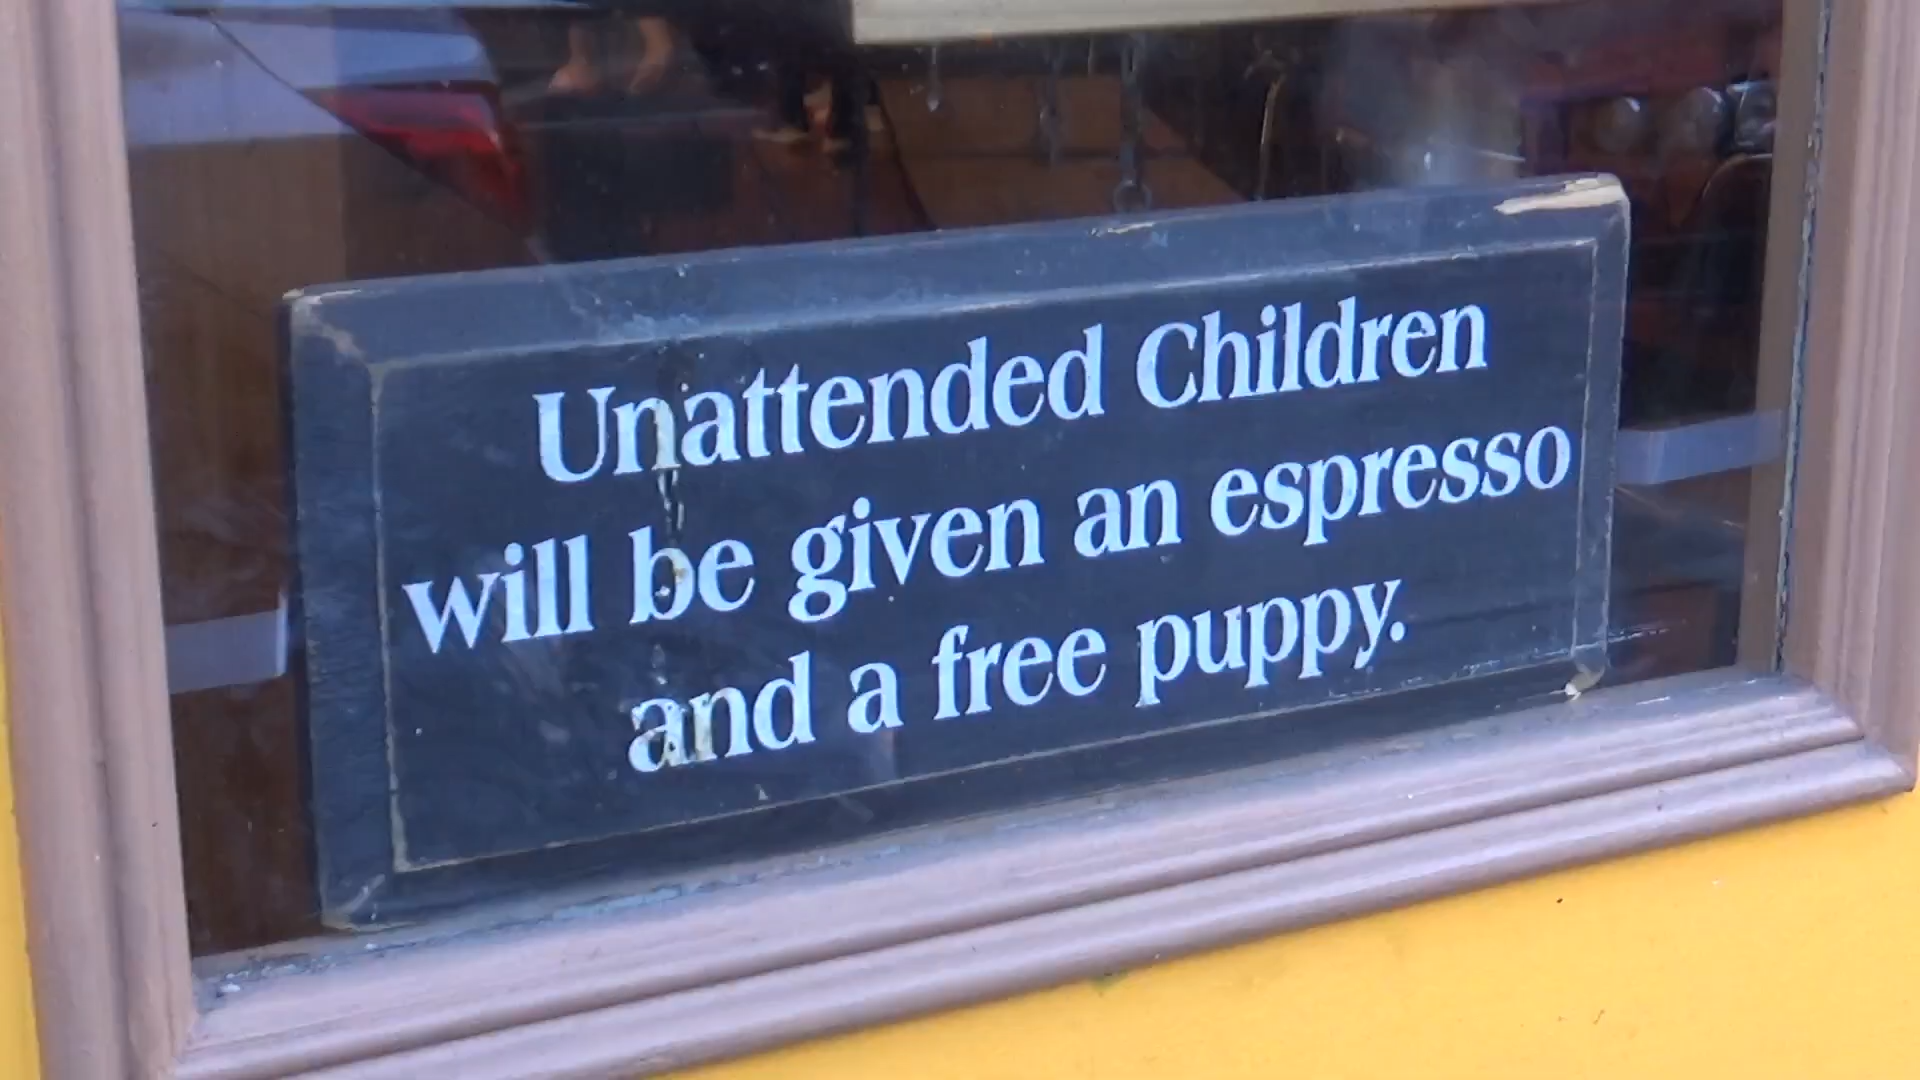 Unattended Children
will be given an espresso
and a free puppy.